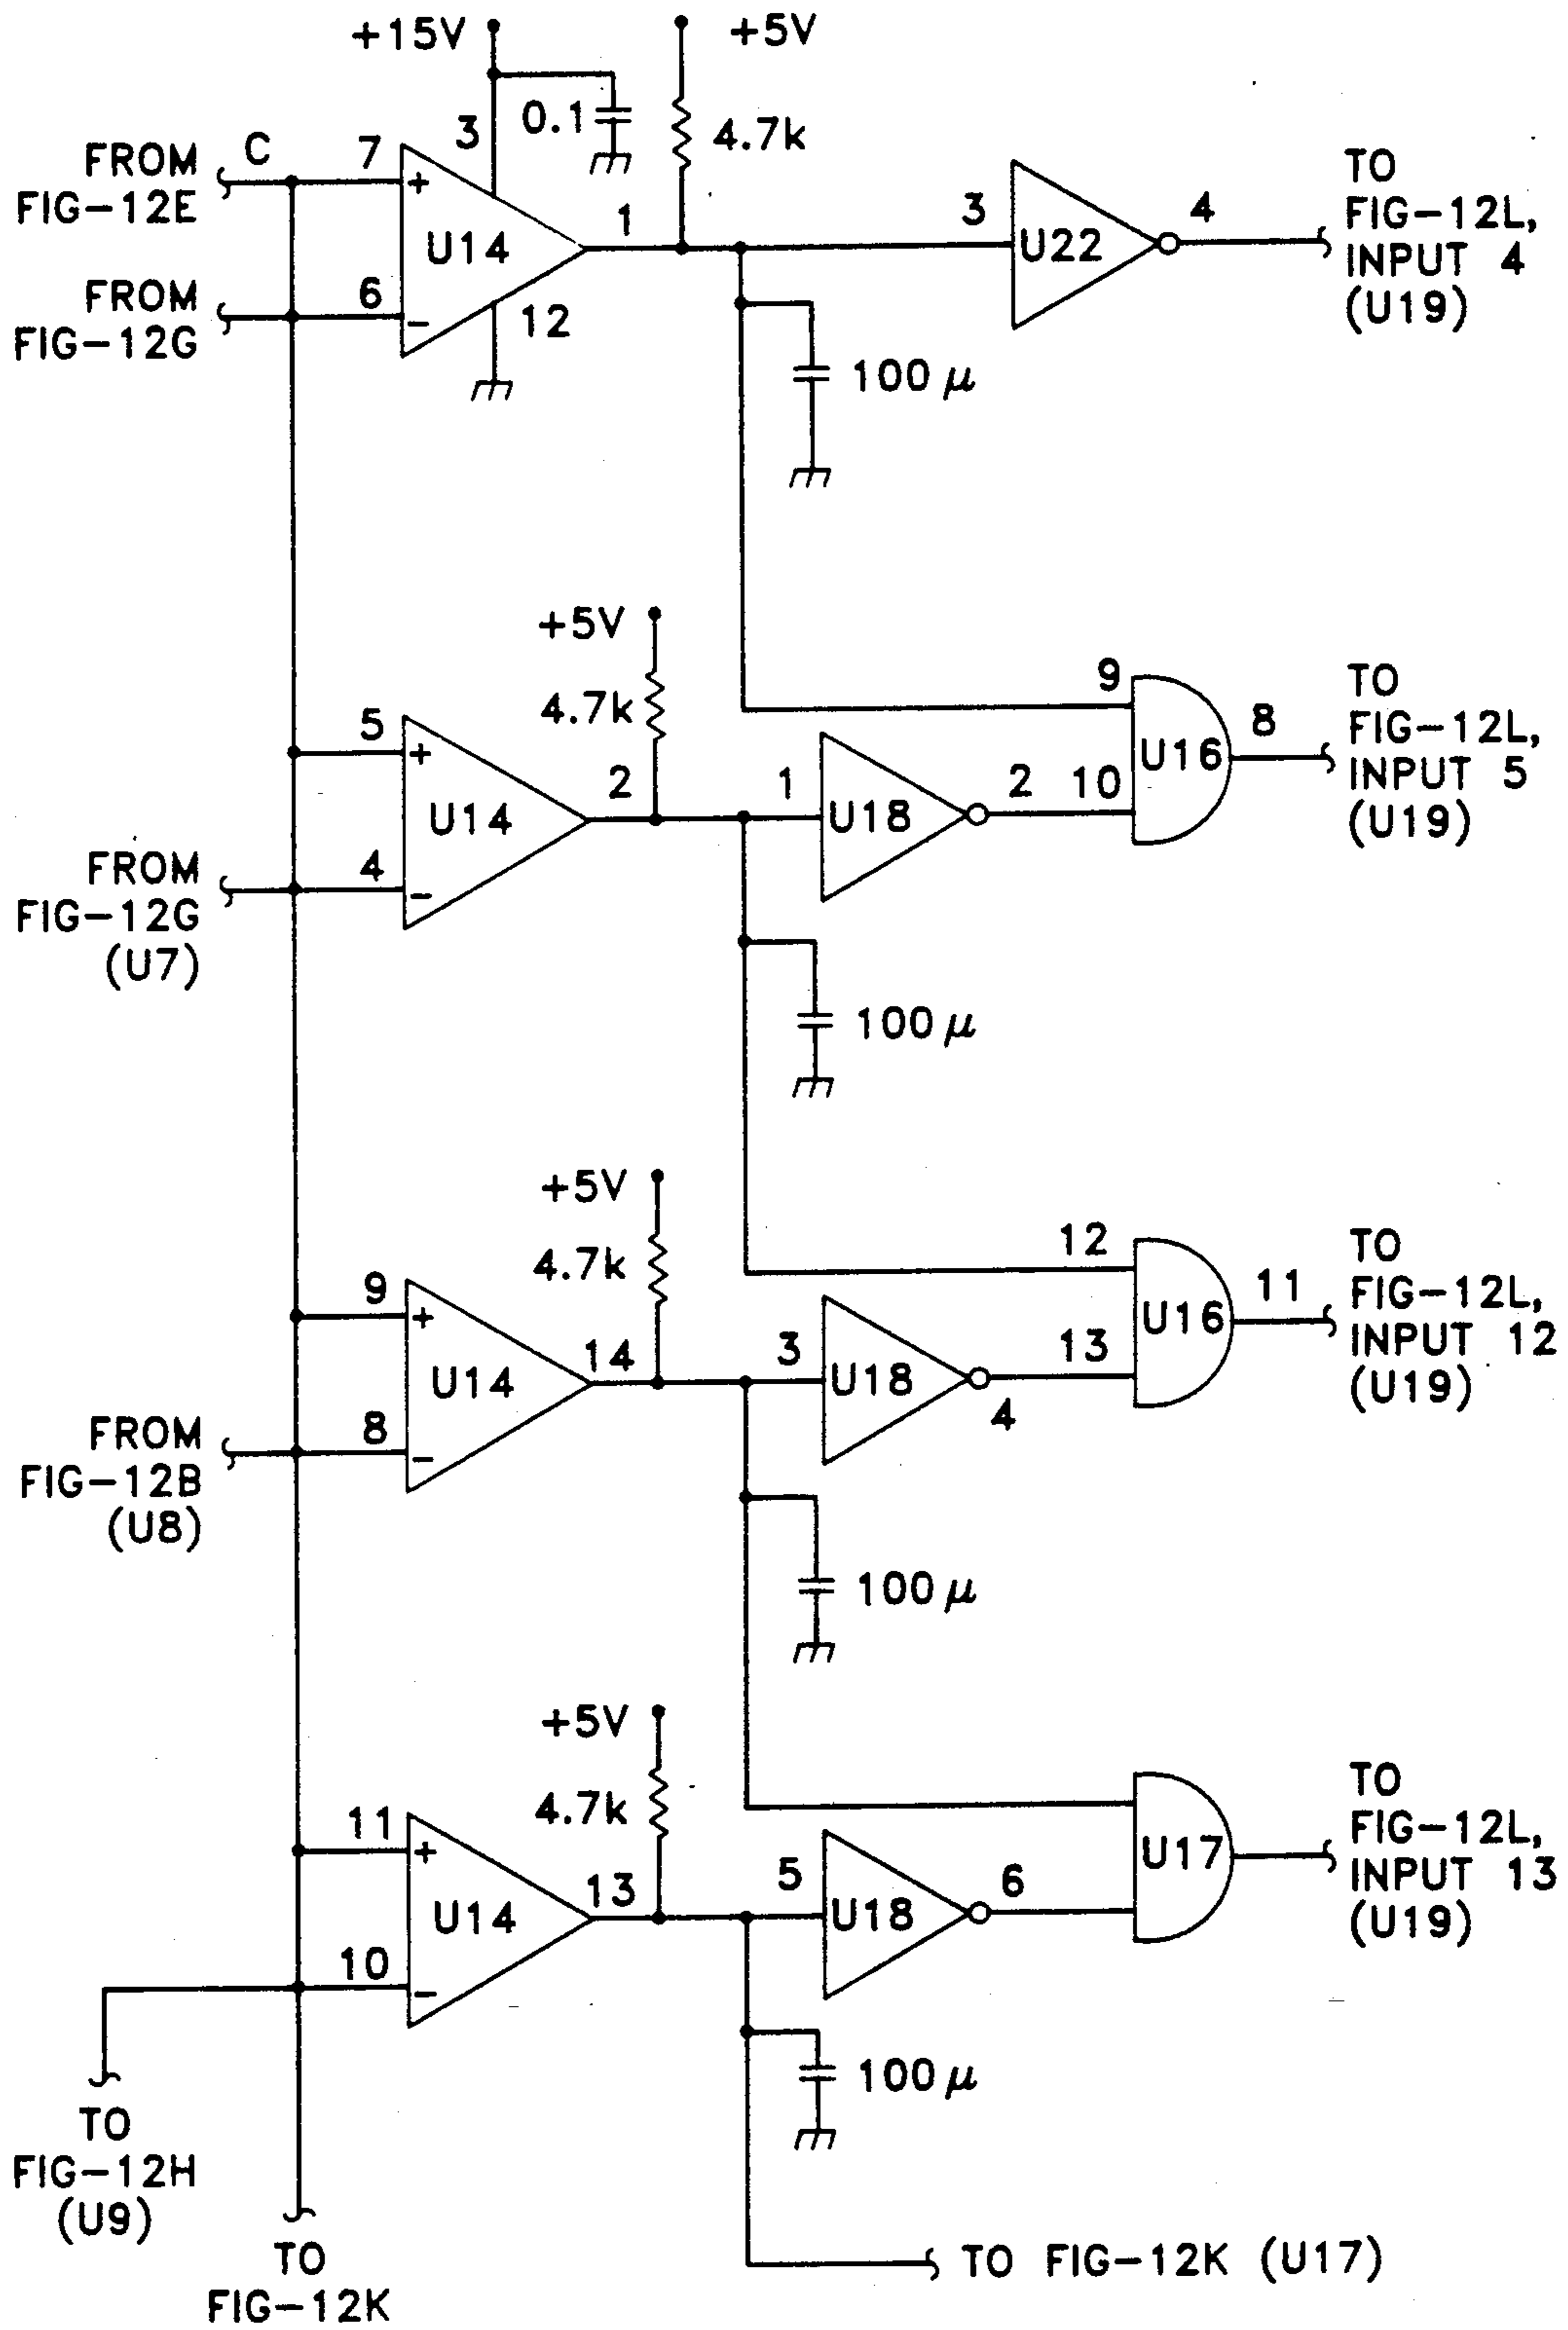 +15V
+5V
0.1
4.7k
3
FROM
FIG-12E
C
7
+
U14
1
3
U22
4
TO
FIG-12L,
INPUT 4
(U19)
FROM
FIG-12G
6
-
12
100 μ
+5V
4.7k
5
+
U14
2
1
U18
2
9
10
U16
8
TO
FIG-12L,
INPUT 5
(U19)
FROM
FIG-12G
(U7)
4
-
100 μ
+5V
4.7k
9
+
U14
14
3
U18
4
12
13
U16
11
TO
FIG-12L,
INPUT 12
(U19)
FROM
FIG-12B
(U8)
8
-
100 μ
+5V
4.7k
11
+
U14
13
5
U18
6
U17
TO
FIG-12L,
INPUT 13
(U19)
10
-
100 μ
TO
FIG-12H
(U9)
TO
FIG-12K
TO FIG-12K (U17)